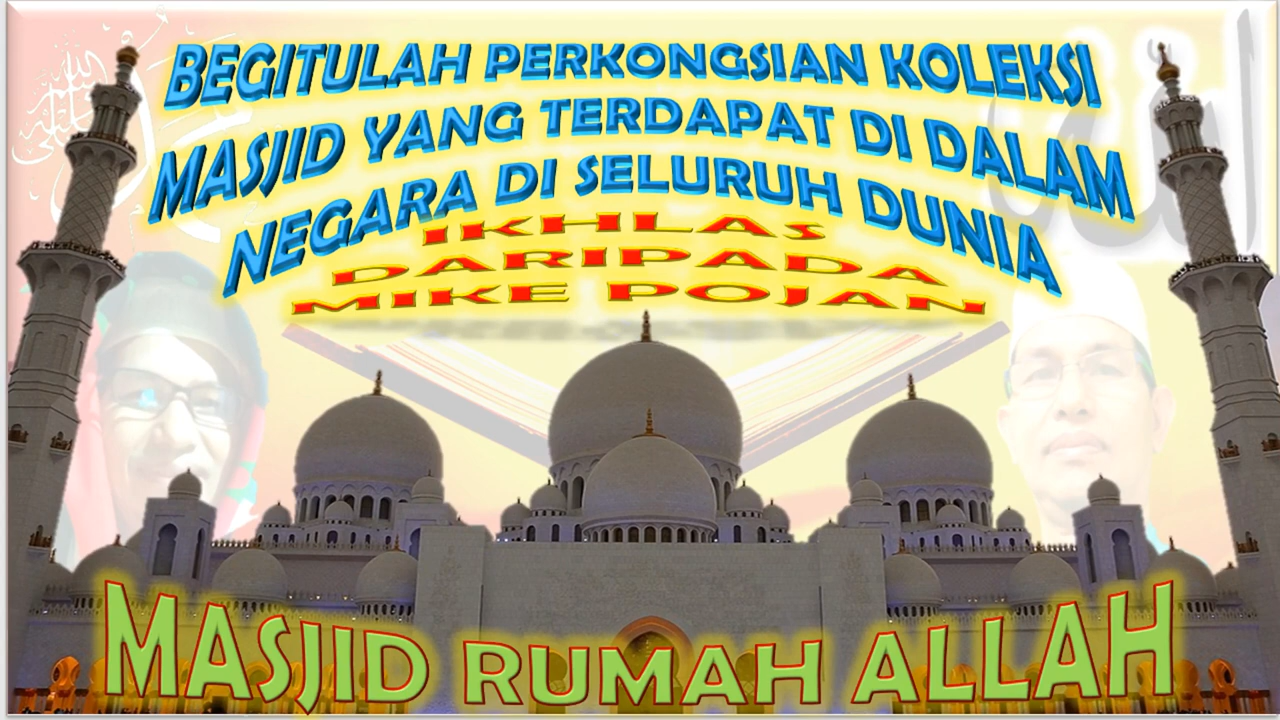 BEGITULAH PERKONGSIAN KOLEKSI
MASJID YANG TERDAPAT DI DALAM
NEGARA DI SELURUH DUNIA
IKHLAS
DARIPADA
MIKE POJAN
الله
MASJID RUMAH ALLAH